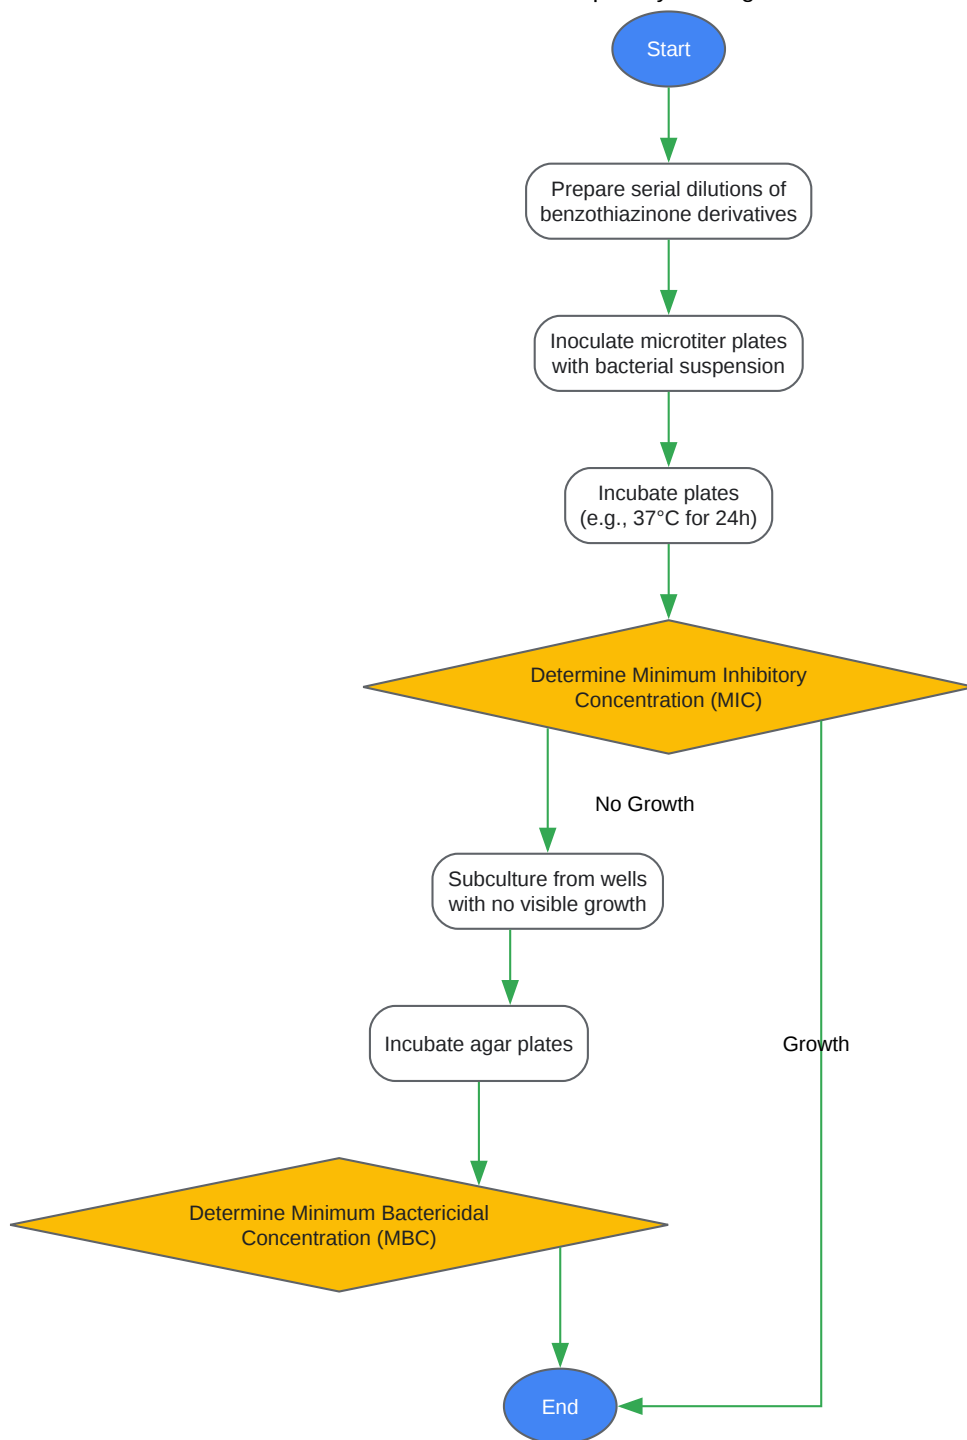 Start
Prepare serial dilutions of
benzothiazinone derivatives
Inoculate microtiter plates
with bacterial suspension
Incubate plates
(e.g., 37°C for 24h)
Determine Minimum Inhibitory
Concentration (MIC)
No Growth
Subculture from wells
with no visible growth
Incubate agar plates
Growth
Determine Minimum Bactericidal
Concentration (MBC)
End